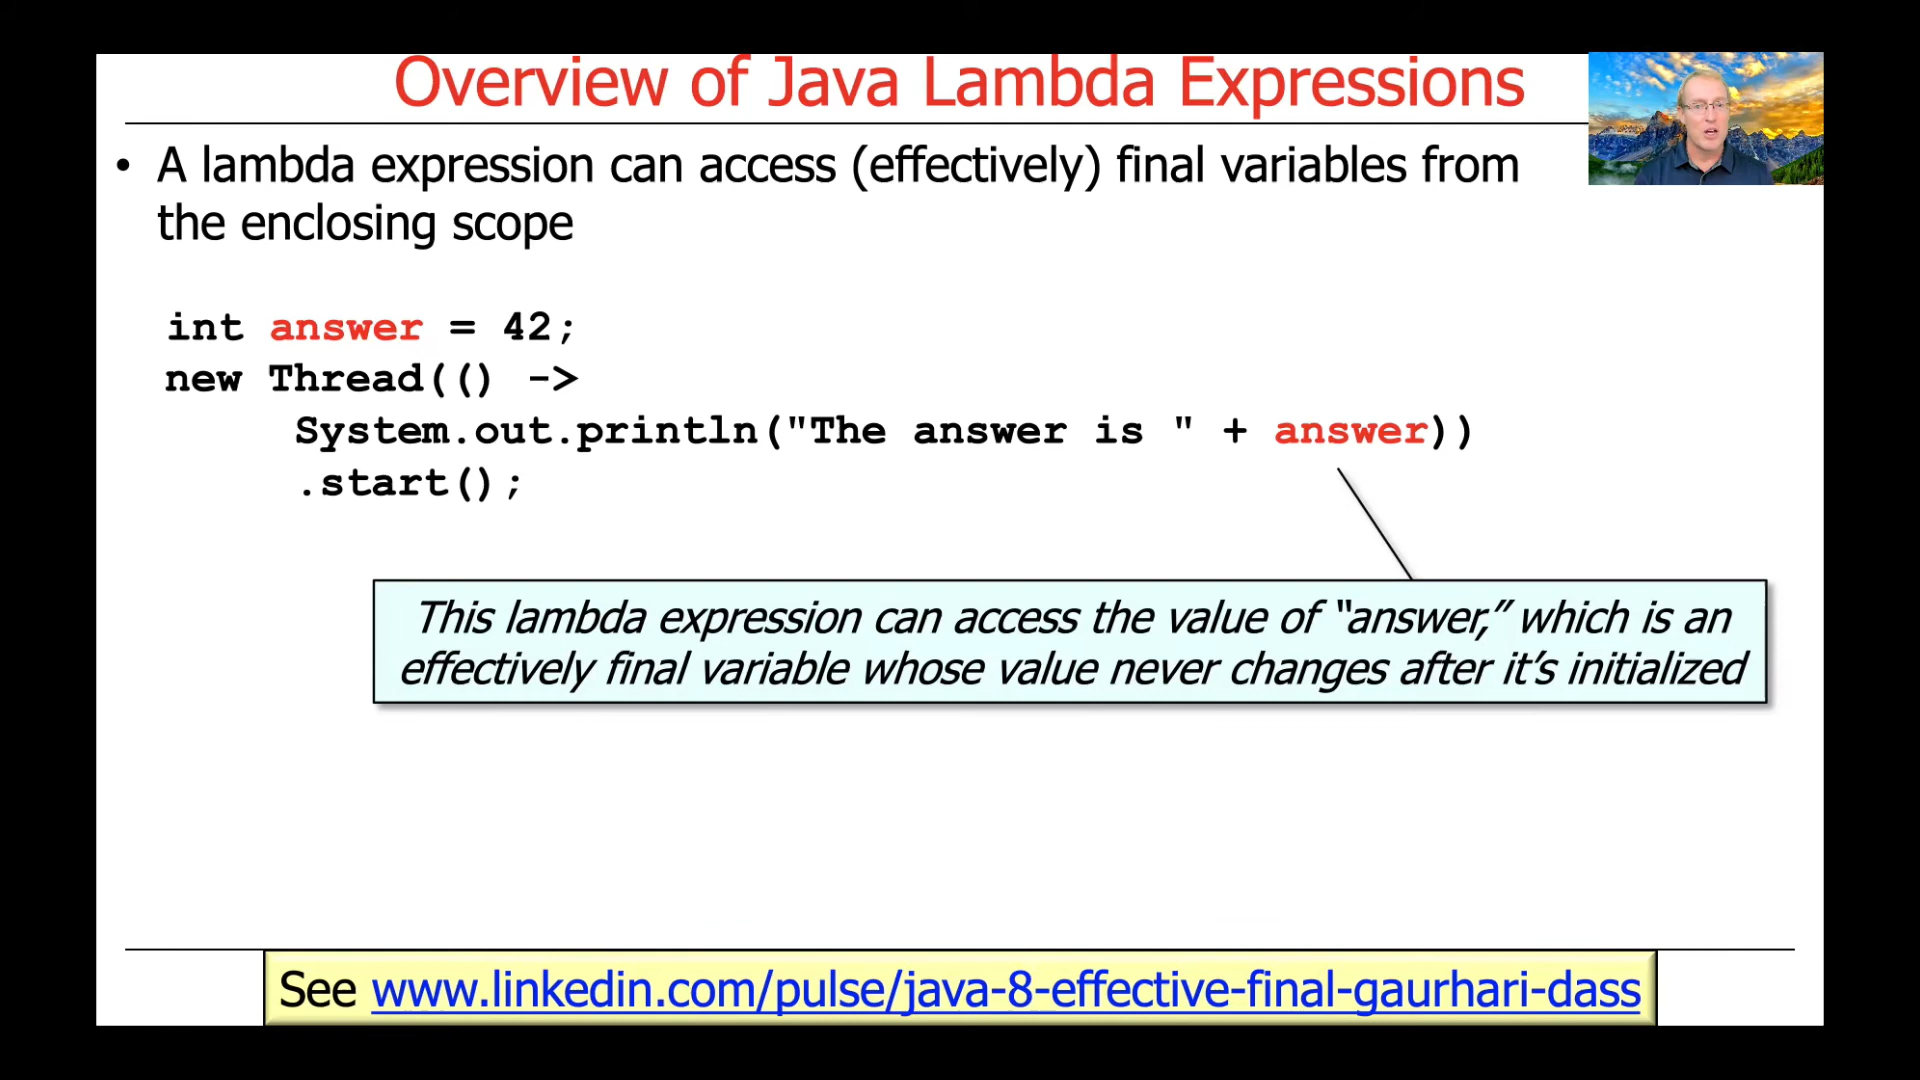 Overview of Java Lambda Expressions
• A lambda expression can access (effectively) final variables from
the enclosing scope
int answer = 42;
new Thread(() ->
System.out.println("The answer is " + answer))
.start();
This lambda expression can access the value of “answer,” which is an
effectively final variable whose value never changes after it’s initialized
See www.linkedin.com/pulse/java-8-effective-final-gaurhari-dass